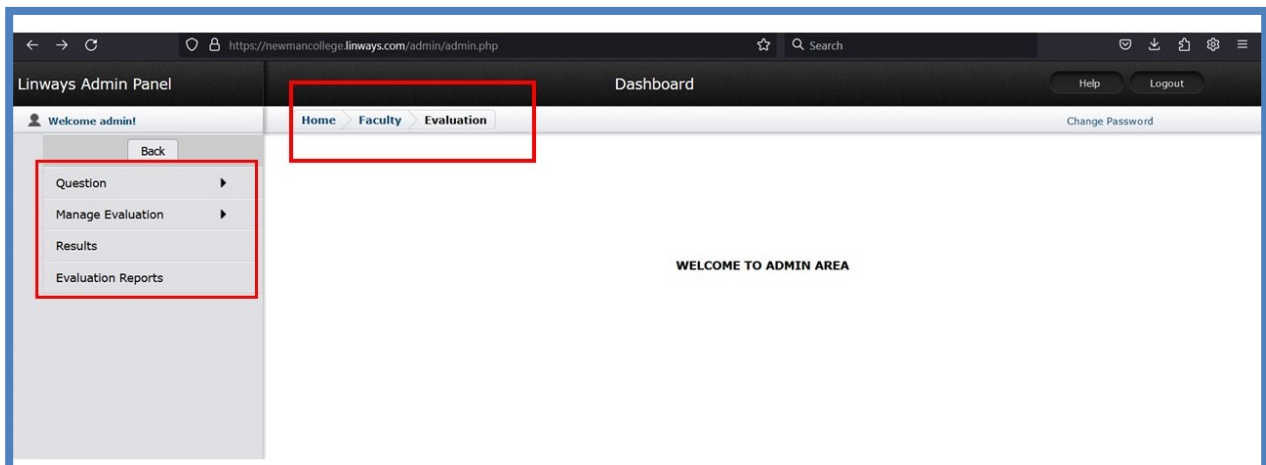 https://newmancollege.linways.com/admin/admin.php
Search
Linways Admin Panel
Dashboard
Help
Logout
Welcome admin!
Home
Faculty
Evaluation
Change Password
Back
Question
Manage Evaluation
Results
Evaluation Reports
WELCOME TO ADMIN AREA